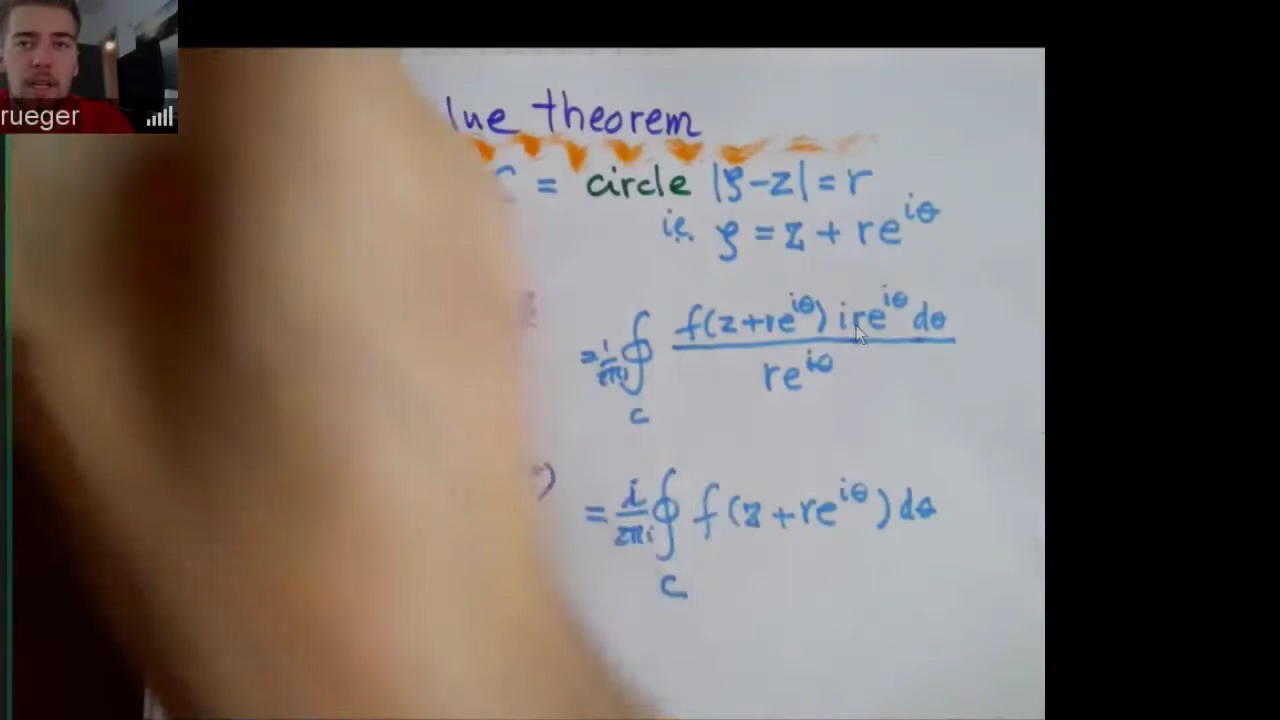 rueger
lue theorem
= circle |ζ-z| = r
i.e. ζ = z + re^{iθ}
= 1/2πi ∮_C f(z+re^{iθ}) ire^{iθ} dθ / re^{iθ}
) = i/2πi ∮_C f(z+re^{iθ}) dθ